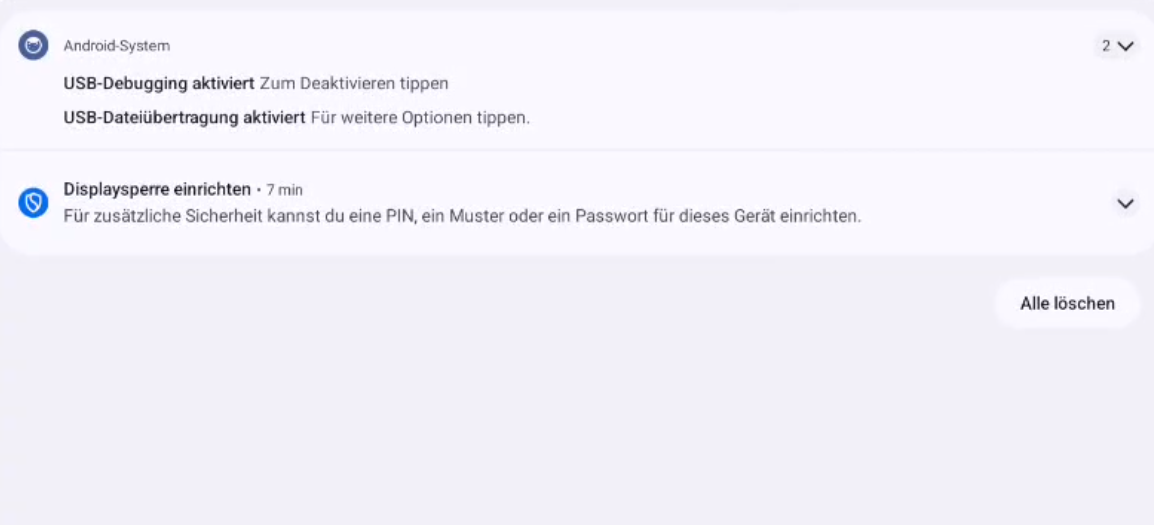 Android-System
2
USB-Debugging aktiviert Zum Deaktivieren tippen
USB-Dateiübertragung aktiviert Für weitere Optionen tippen.
Displaysperre einrichten • 7 min
Für zusätzliche Sicherheit kannst du eine PIN, ein Muster oder ein Passwort für dieses Gerät einrichten.
Alle löschen